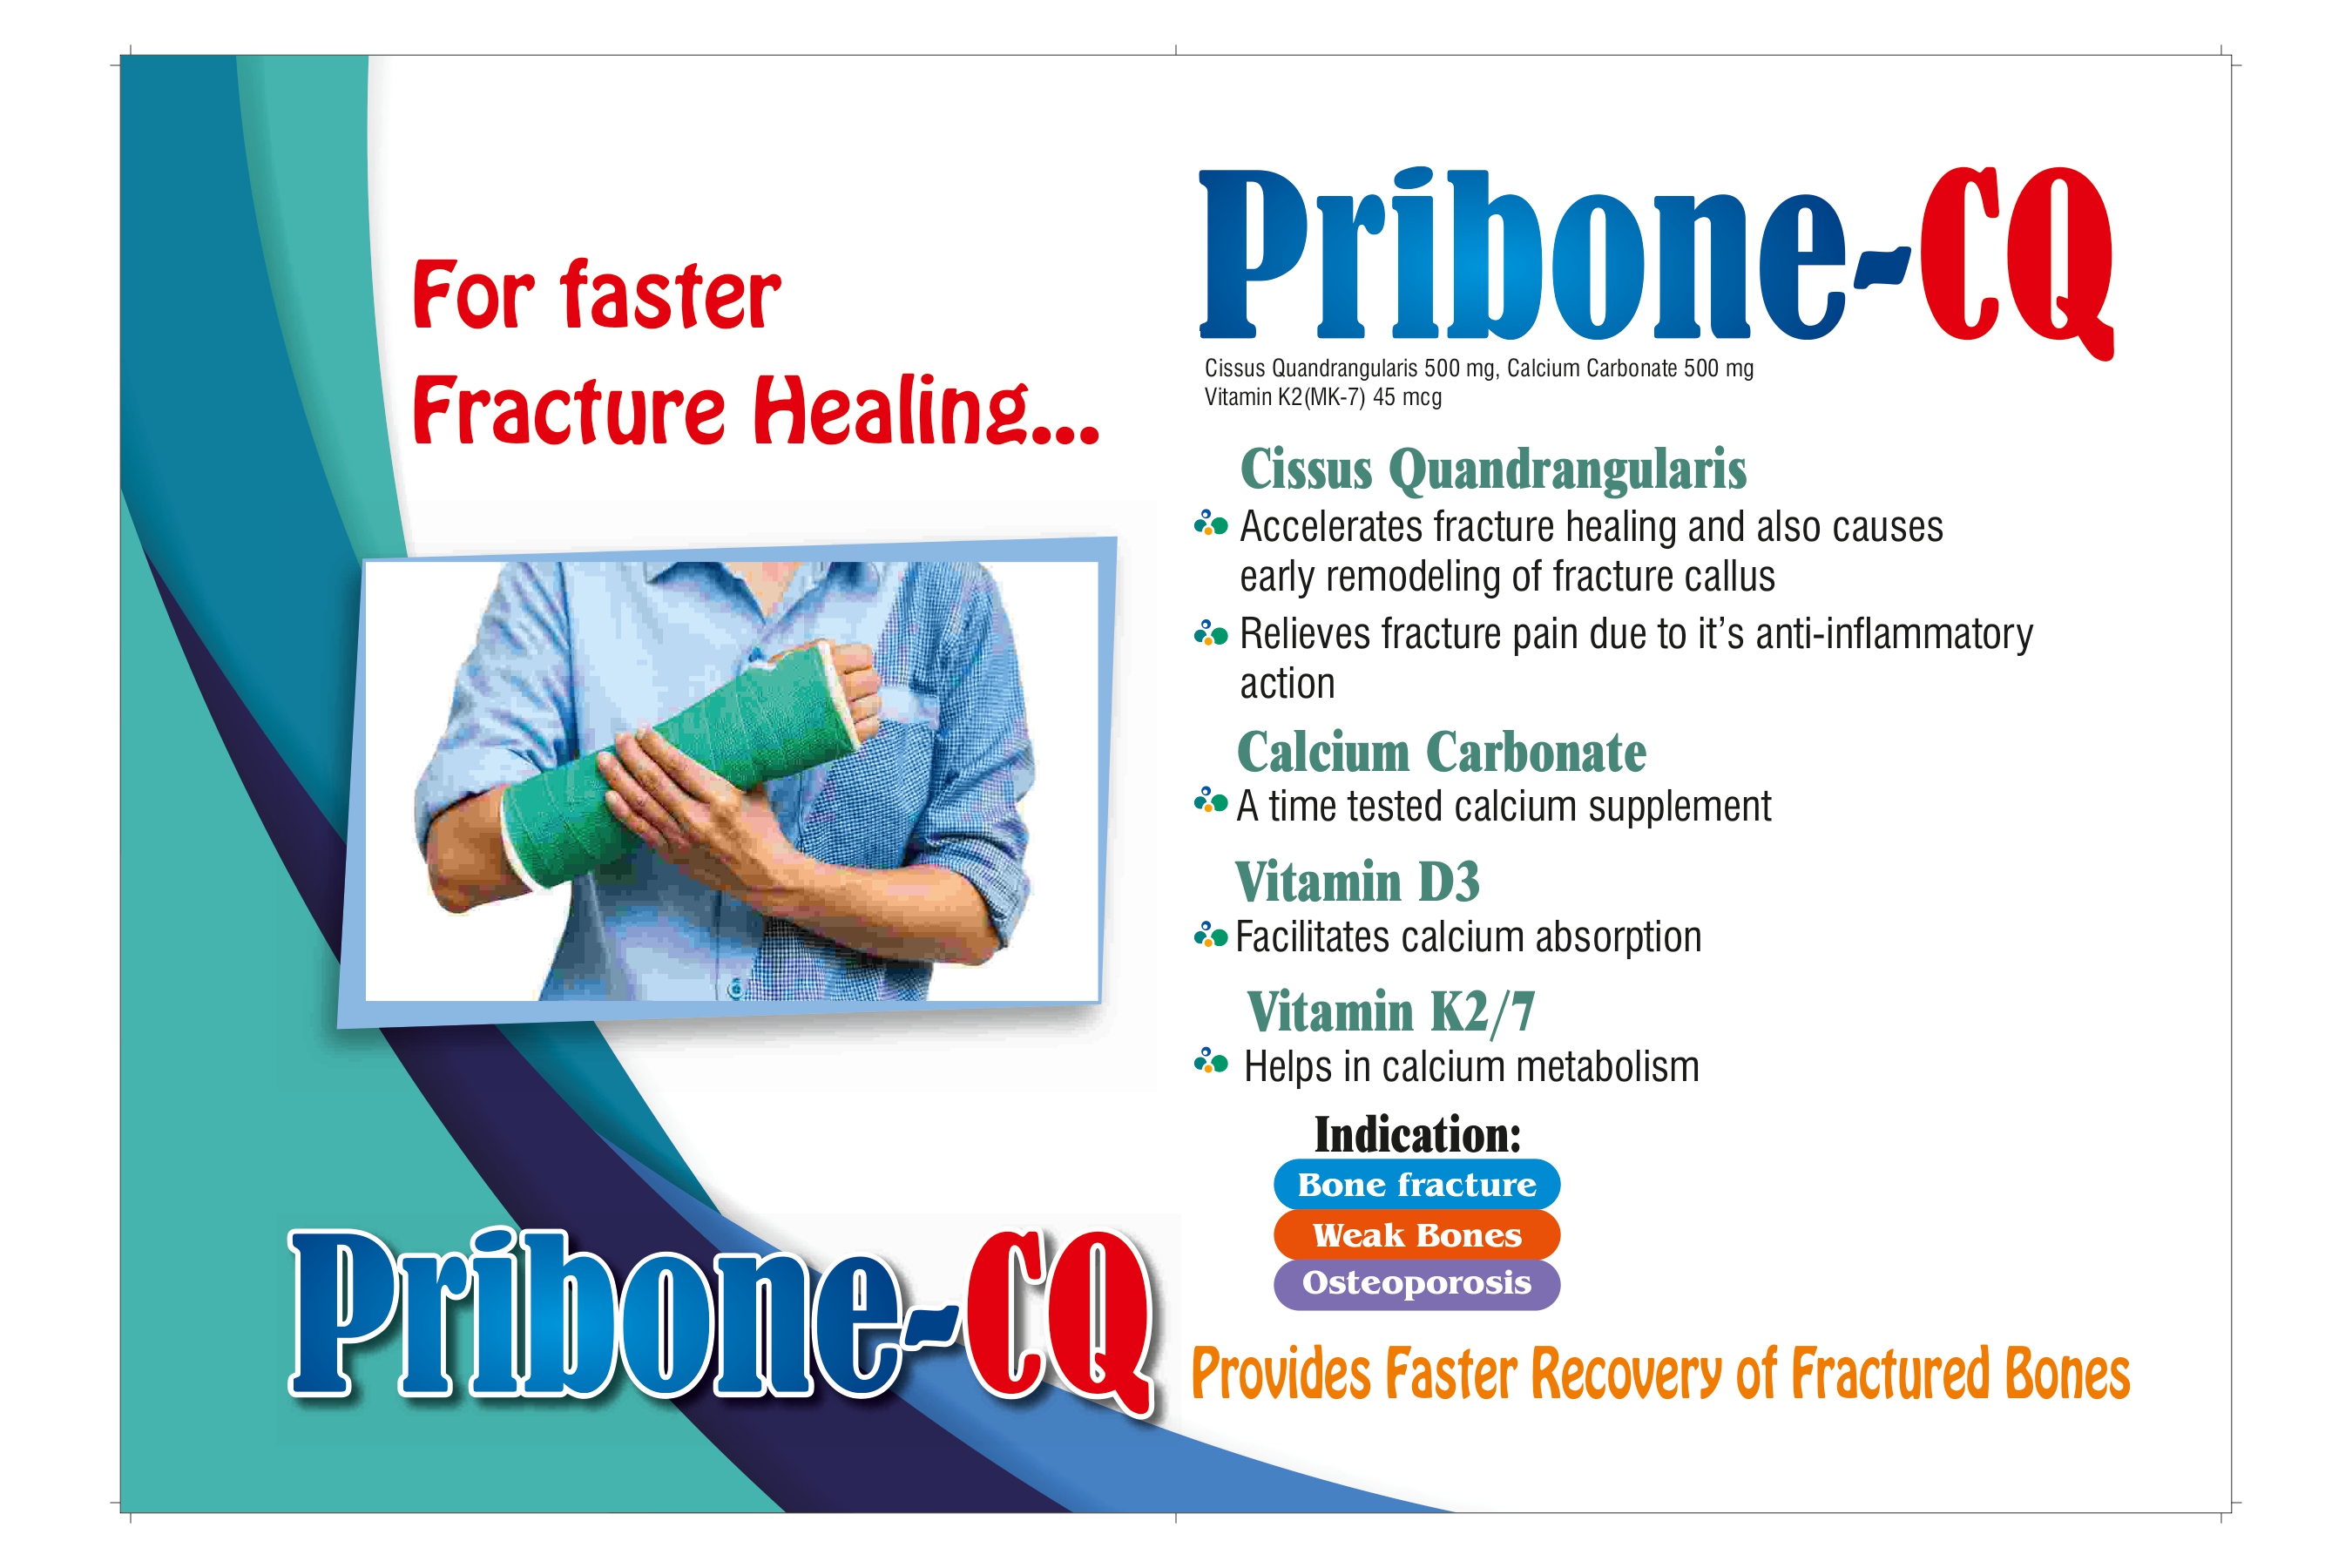 For faster
Fracture Healing...
Pribone-CQ
Pribone-CQ
Cissus Quandrangularis 500 mg, Calcium Carbonate 500 mg
Vitamin K2(MK-7) 45 mcg
Cissus Quandrangularis
Accelerates fracture healing and also causes
early remodeling of fracture callus
Relieves fracture pain due to it’s anti-inflammatory
action
Calcium Carbonate
A time tested calcium supplement
Vitamin D3
Facilitates calcium absorption
Vitamin K2/7
Helps in calcium metabolism
Indication:
Bone fracture
Weak Bones
Osteoporosis
Provides Faster Recovery of Fractured Bones